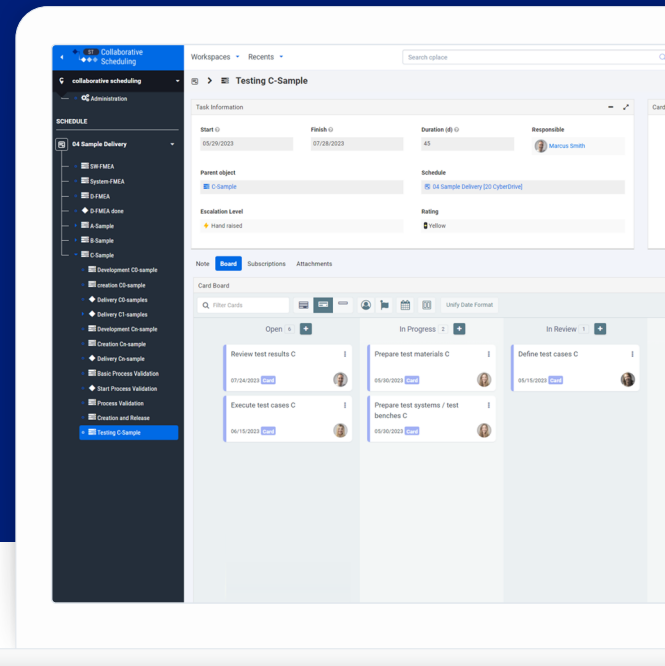 S1 Collaborative
Scheduling
Workspaces
Recents
Search cplace
collaborative scheduling
Testing C-Sample
Administration
SCHEDULE
04 Sample Delivery
SW-FMEA
System-FMEA
D-FMEA
D-FMEA done
A-Sample
B-Sample
C-Sample
Development C0-sample
creation C0-sample
Delivery C0-samples
Delivery C1-samples
Development Cn-sample
Creation Cn-sample
Delivery Cn-sample
Basic Process Validation
Start Process Validation
Process Validation
Creation and Release
Testing C-Sample
Task Information
Card
Start
Finish
Duration (d)
Responsible
05/29/2023
07/28/2023
45
Marcus Smith
Parent object
Schedule
C-Sample
04 Sample Delivery [20 CyberDrive]
Escalation Level
Rating
Hand raised
Yellow
Note
Board
Subscriptions
Attachments
Card Board
Filter Cards
Unify Date Format
Open 6 +
In Progress 2 +
In Review 1 +
Review test results C
07/24/2023 Card
Prepare test materials C
05/30/2023 Card
Define test cases C
05/15/2023 Card
Execute test cases C
06/15/2023 Card
Prepare test systems / test
benches C
05/30/2023 Card